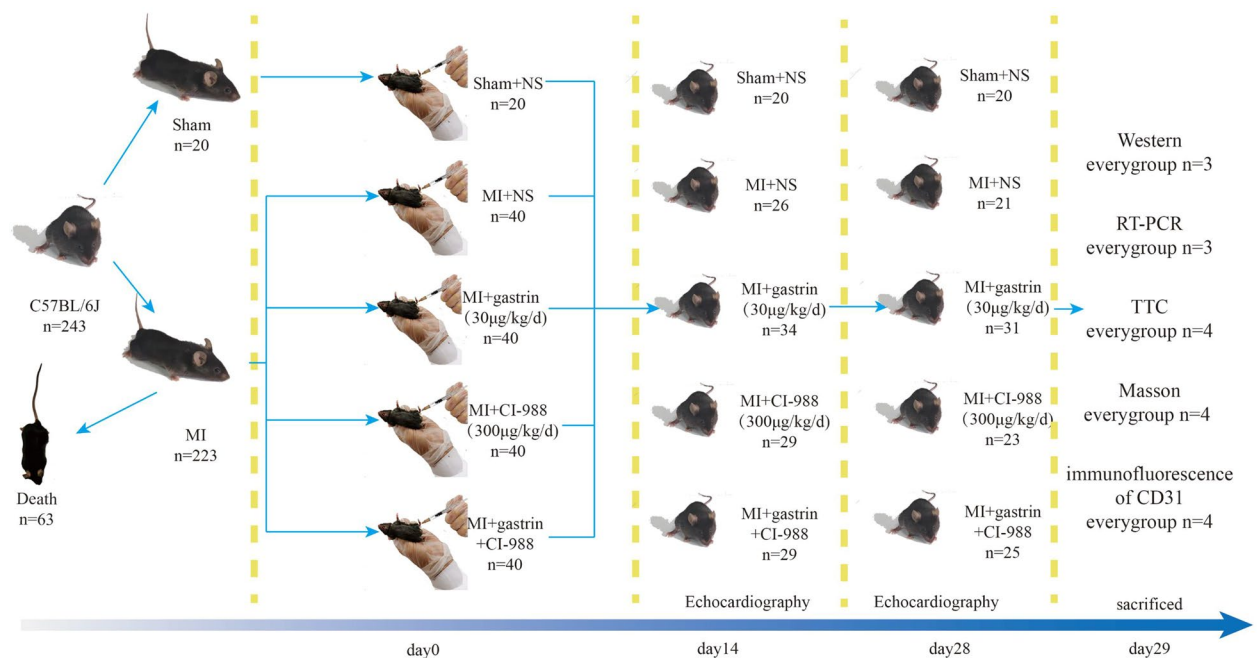 Sham
n=20
C57BL/6J
n=243
MI
n=223
Death
n=63
Sham+NS
n=20
MI+NS
n=40
MI+gastrin
(30μg/kg/d)
n=40
MI+CI-988
(300μg/kg/d)
n=40
MI+gastrin
+CI-988
n=40
Sham+NS
n=20
MI+NS
n=26
MI+gastrin
(30μg/kg/d)
n=34
MI+CI-988
(300μg/kg/d)
n=29
MI+gastrin
+CI-988
n=29
Echocardiography
Sham+NS
n=20
MI+NS
n=21
MI+gastrin
(30μg/kg/d)
n=31
MI+CI-988
(300μg/kg/d)
n=23
MI+gastrin
+CI-988
n=25
Echocardiography
Western
everygroup n=3
RT-PCR
everygroup n=3
TTC
everygroup n=4
Masson
everygroup n=4
immunofluorescence
of CD31
everygroup n=4
sacrificed
day0
day14
day28
day29